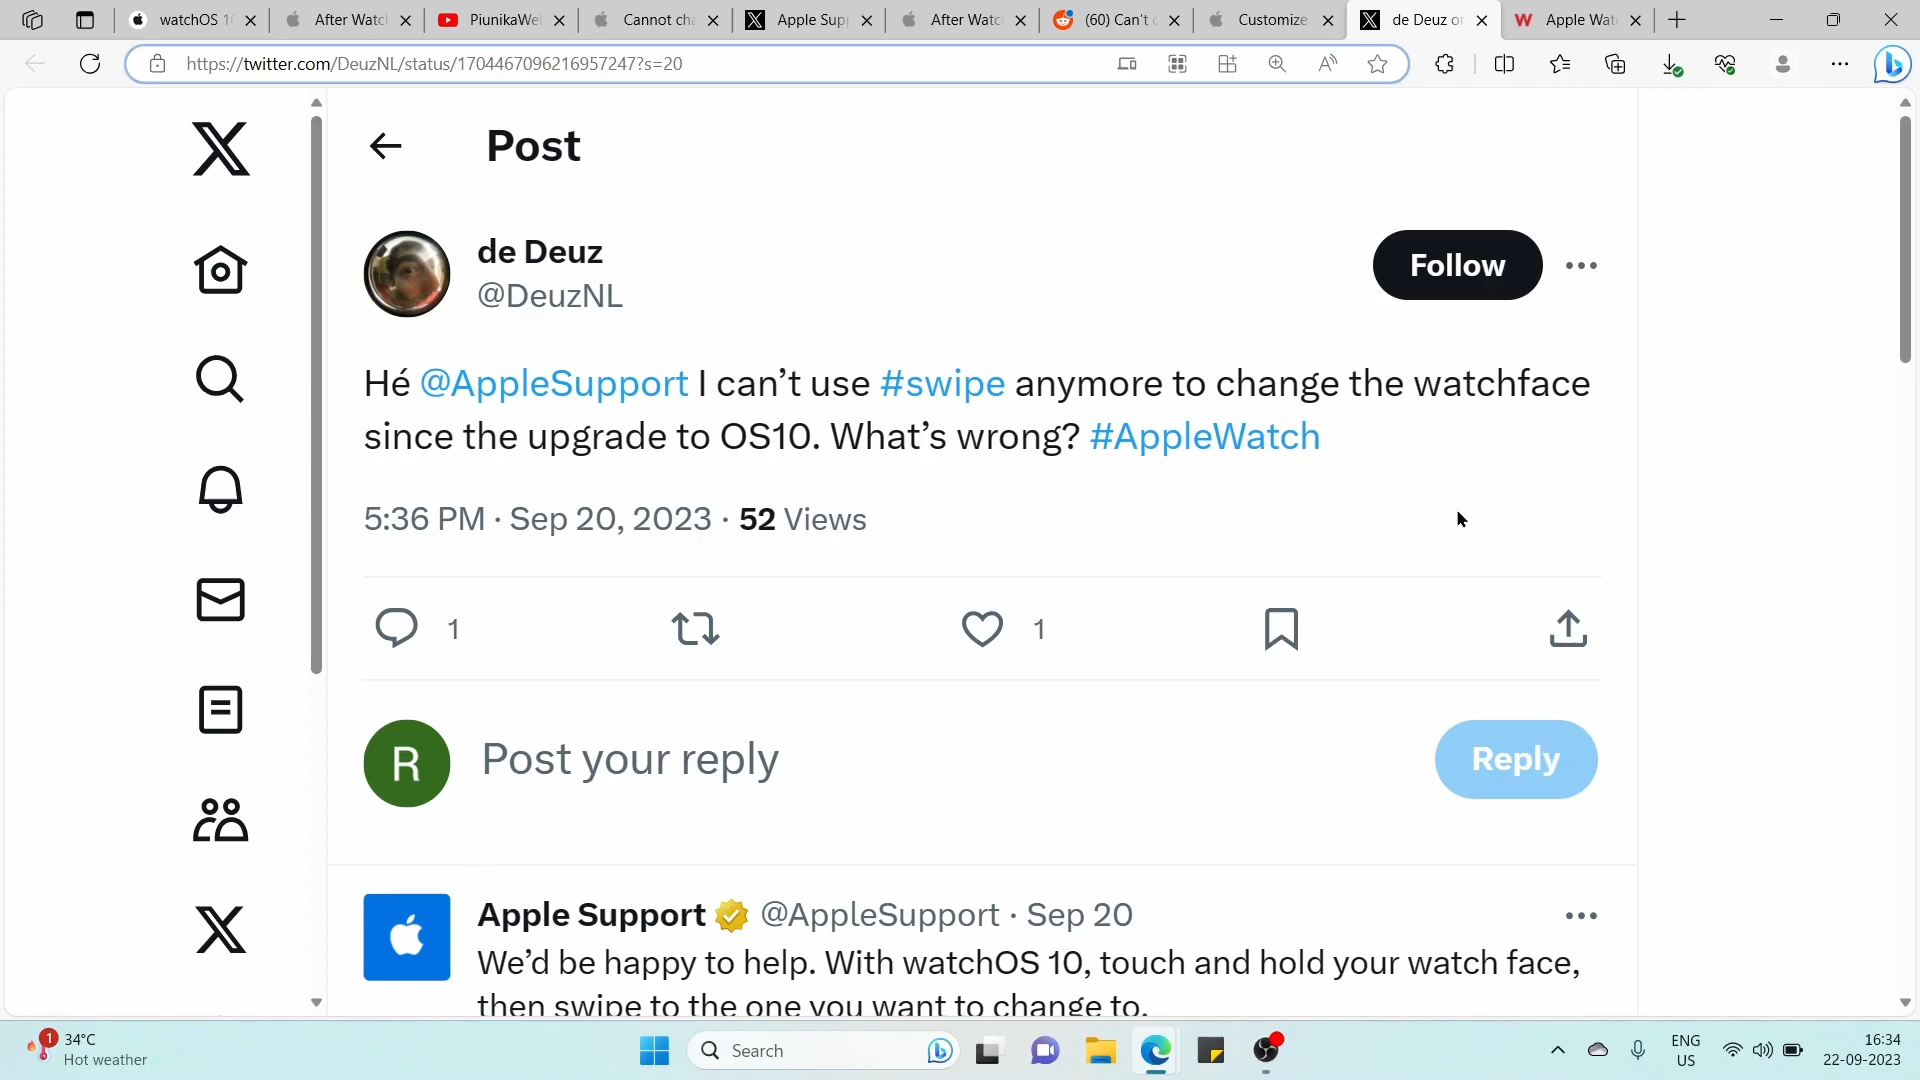 watchOS 10
After Watc
PiunikaWe
Cannot cha
Apple Supp
After Watc
(60) Can't c
Customize
de Deuz o
Apple Wat
https://twitter.com/DeuzNL/status/1704467096216957247?s=20
Post
de Deuz
@DeuzNL
Follow
Hé @AppleSupport I can’t use #swipe anymore to change the watchface
since the upgrade to OS10. What’s wrong? #AppleWatch
5:36 PM · Sep 20, 2023 · 52 Views
1
1
R
Post your reply
Reply
Apple Support @AppleSupport · Sep 20
We’d be happy to help. With watchOS 10, touch and hold your watch face,
then swipe to the one you want to change to.
1
34°C
Hot weather
Search
ENG
US
16:34
22-09-2023